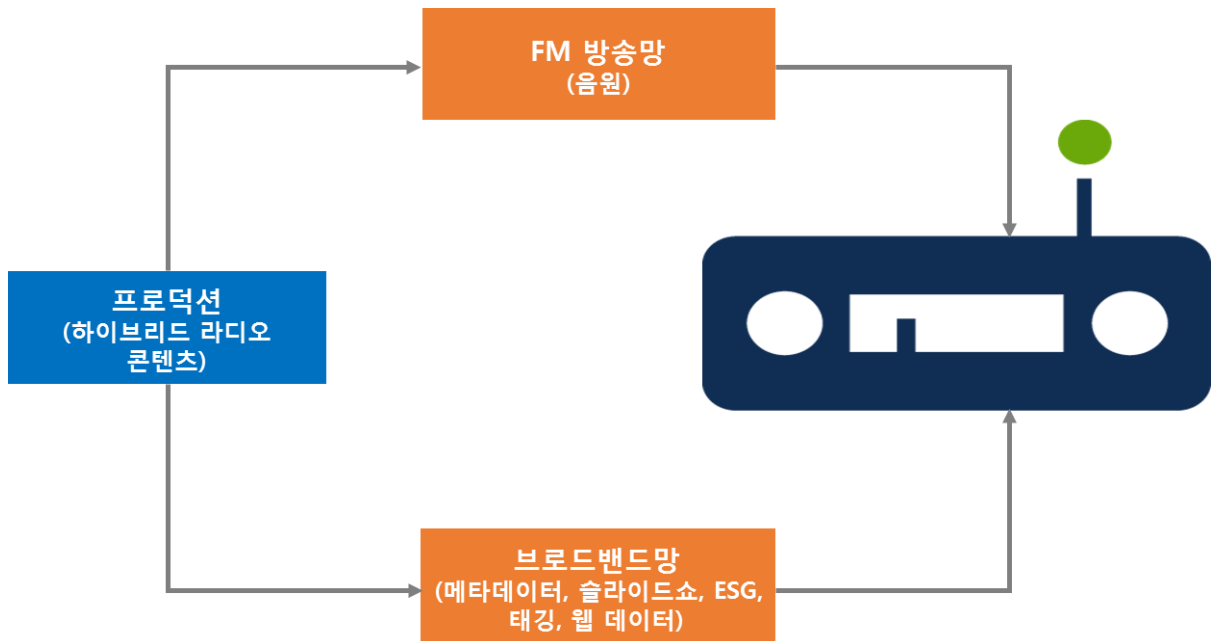 FM 방송망
(음원)
프로덕션
(하이브리드 라디오
콘텐츠)
브로드밴드망
(메타데이터, 슬라이드쇼, ESG,
태깅, 웹 데이터)